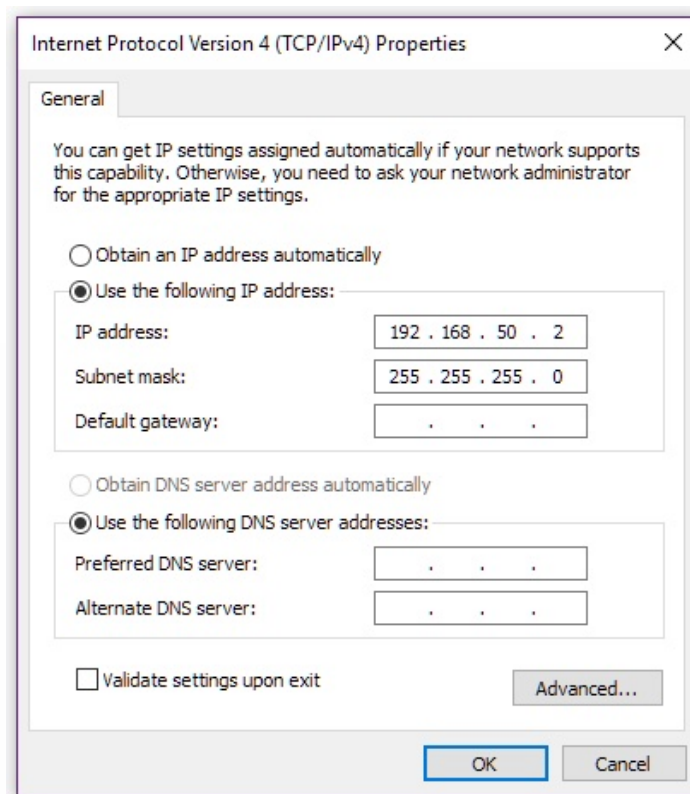 Internet Protocol Version 4 (TCP/IPv4) Properties
General
You can get IP settings assigned automatically if your network supports
this capability. Otherwise, you need to ask your network administrator
for the appropriate IP settings.
Obtain an IP address automatically
Use the following IP address:
IP address: 192 . 168 . 50 . 2
Subnet mask: 255 . 255 . 255 . 0
Default gateway: . . .
Obtain DNS server address automatically
Use the following DNS server addresses:
Preferred DNS server: . . .
Alternate DNS server: . . .
Validate settings upon exit
Advanced...
OK Cancel